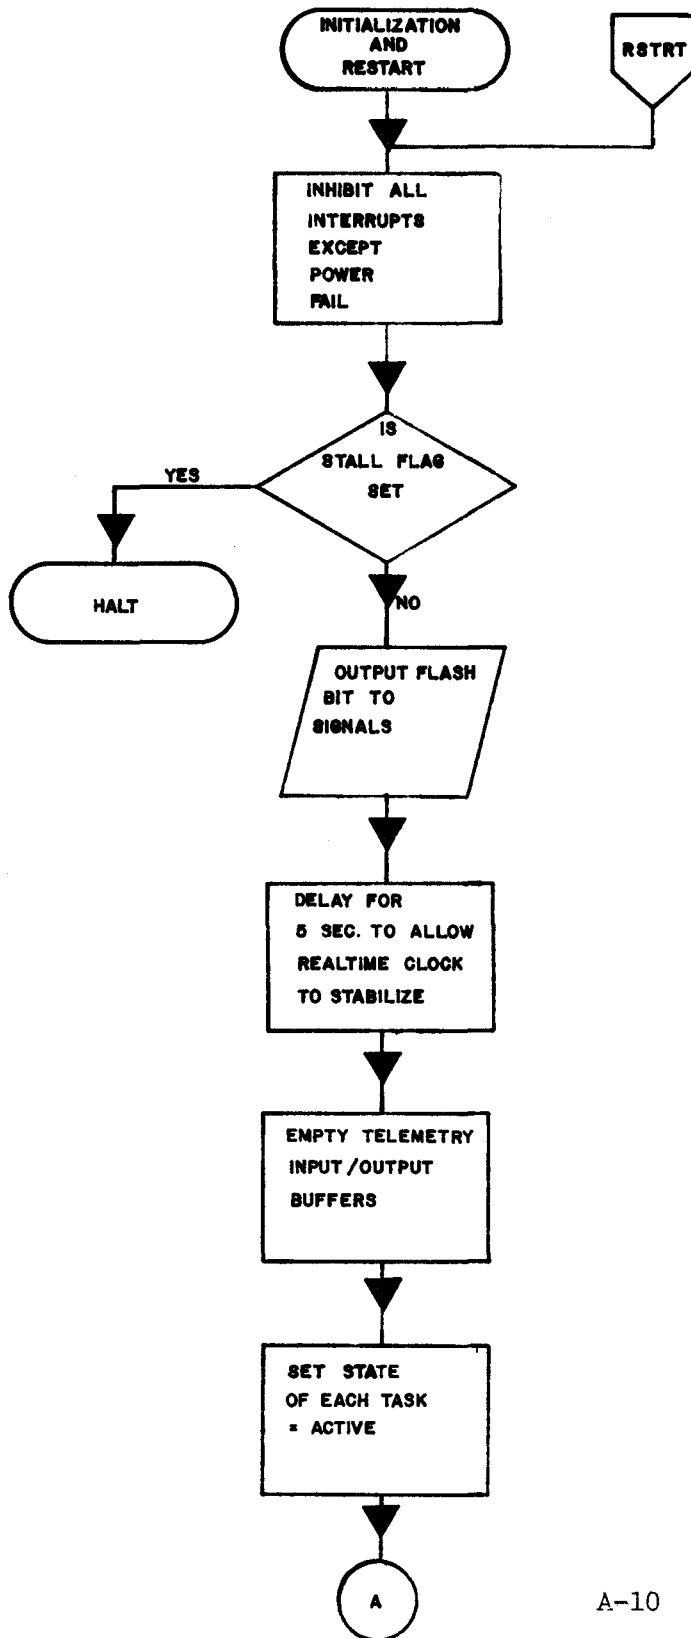 INITIALIZATION
AND
RESTART
RSTRT
INHIBIT ALL
INTERRUPTS
EXCEPT
POWER
FAIL
IS
STALL FLAG
SET
YES
HALT
NO
OUTPUT FLASH
BIT TO
SIGNALS
DELAY FOR
5 SEC. TO ALLOW
REALTIME CLOCK
TO STABILIZE
EMPTY TELEMETRY
INPUT/OUTPUT
BUFFERS
SET STATE
OF EACH TASK
= ACTIVE
A
A-10